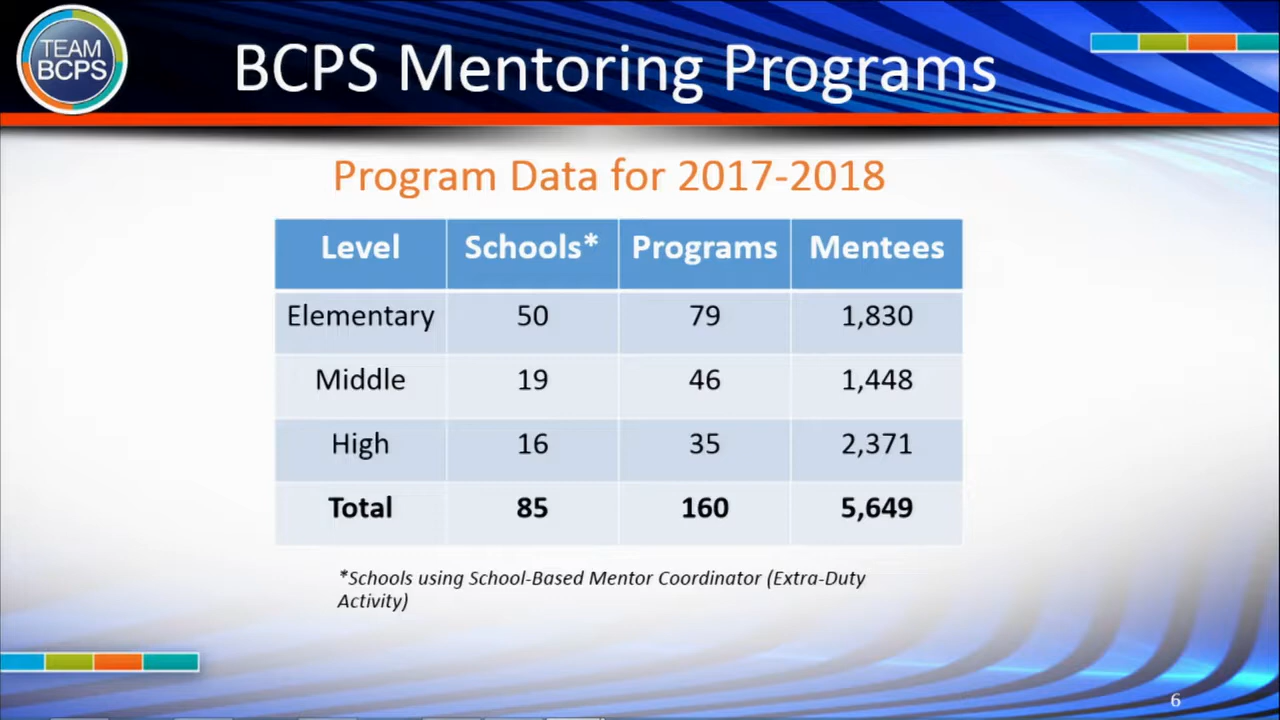 TEAM
BCPS
BCPS Mentoring Programs
Program Data for 2017-2018
Level Schools* Programs Mentees
Elementary 50 79 1,830
Middle 19 46 1,448
High 16 35 2,371
Total 85 160 5,649
*Schools using School-Based Mentor Coordinator (Extra-Duty
Activity)
6